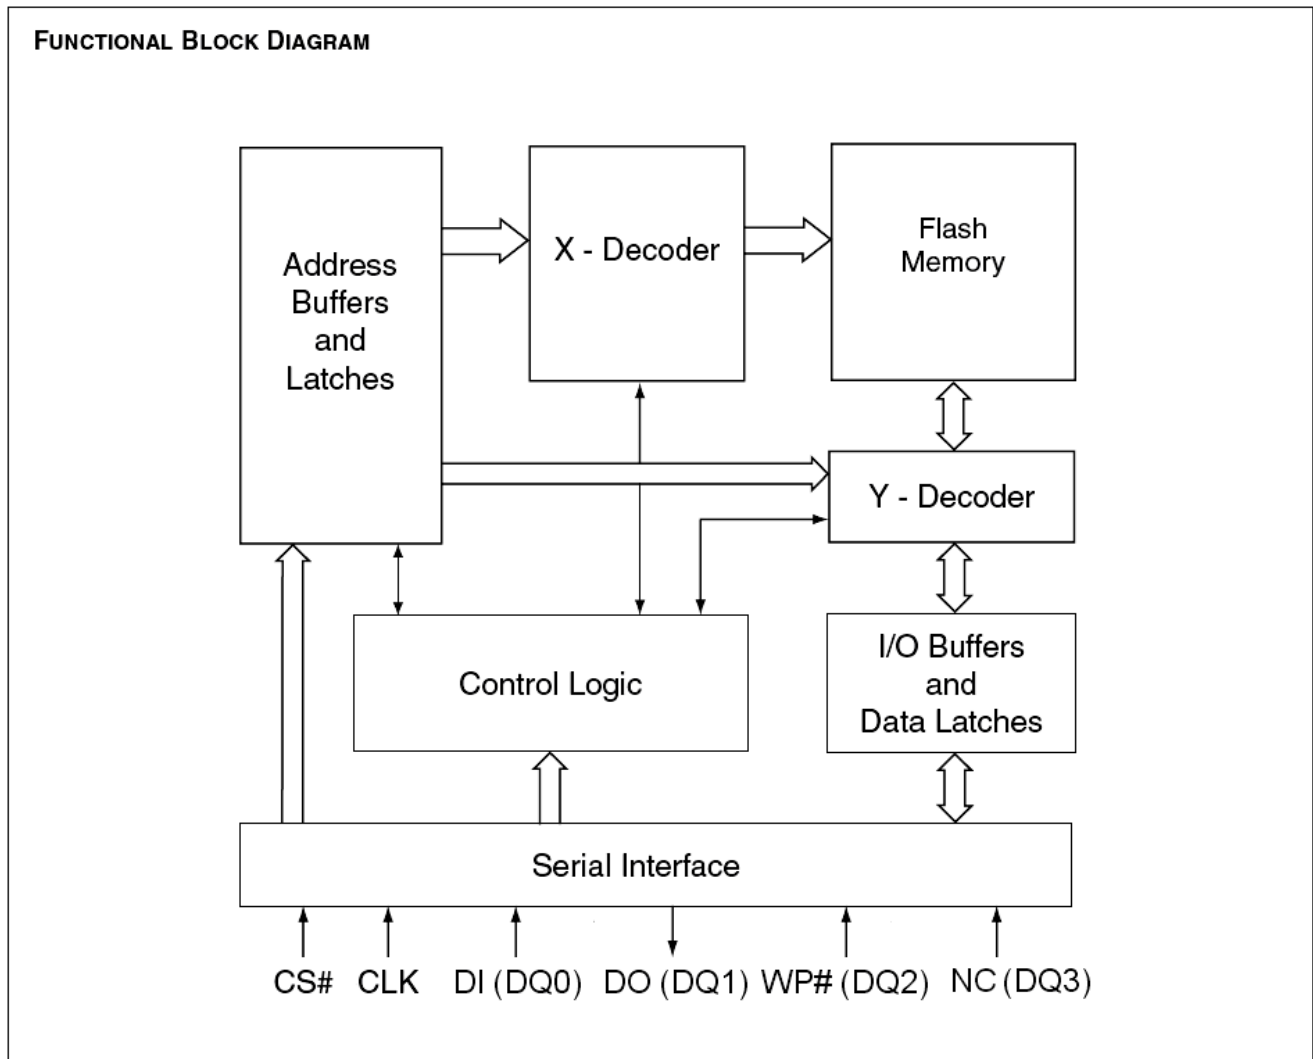 FUNCTIONAL BLOCK DIAGRAM
Address
Buffers
and
Latches
X - Decoder
Flash
Memory
Y - Decoder
Control Logic
I/O Buffers
and
Data Latches
Serial Interface
CS# CLK DI (DQ0) DO (DQ1) WP# (DQ2) NC (DQ3)